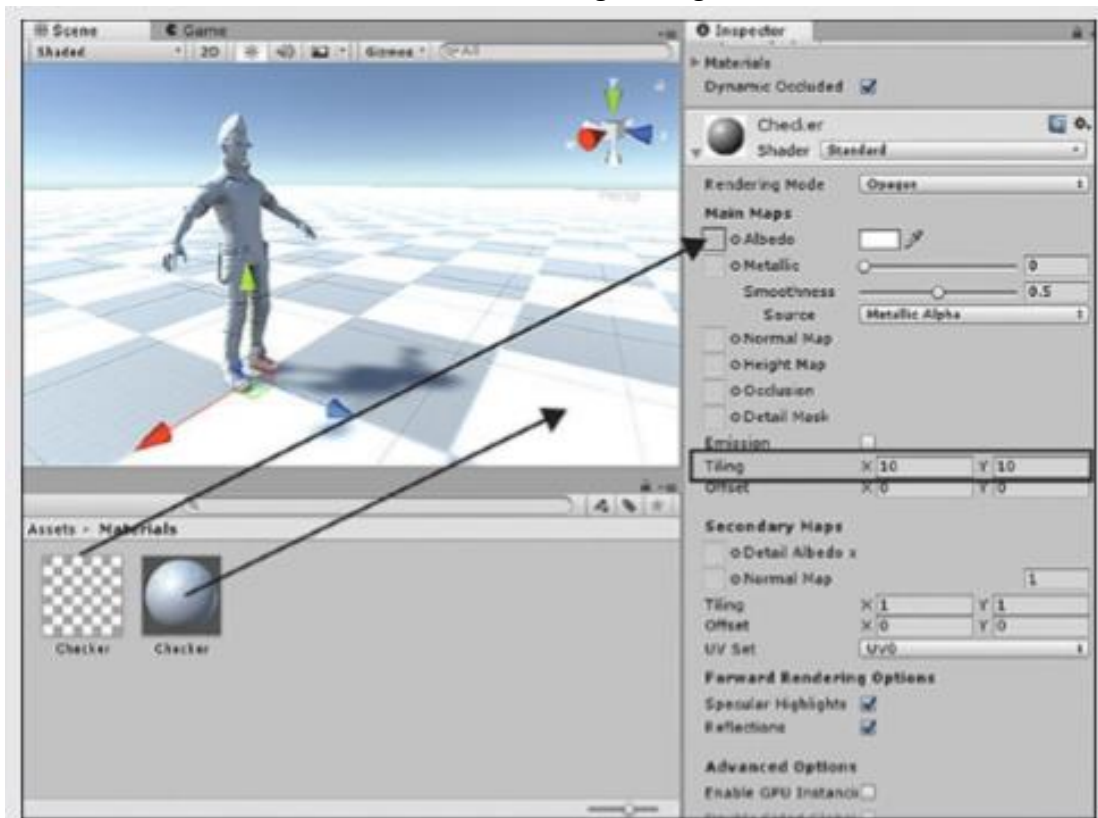 Scene Game
Shaded 2D Gizmos All
Persp
Assets Materials
Checker Checker
Inspector
Materials
Dynamic Occluded
Checker
Shader Standard
Rendering Mode Opaque
Main Maps
Albedo
Metallic 0
Smoothness 0.5
Source Metallic Alpha
Normal Map
Height Map
Occlusion
Detail Mask
Emission
Tiling X 10 Y 10
Offset X 0 Y 0
Secondary Maps
Detail Albedo x
Normal Map 1
Tiling X 1 Y 1
Offset X 0 Y 0
UV Set UV0
Forward Rendering Options
Specular Highlights
Reflections
Advanced Options
Enable GPU Instancin